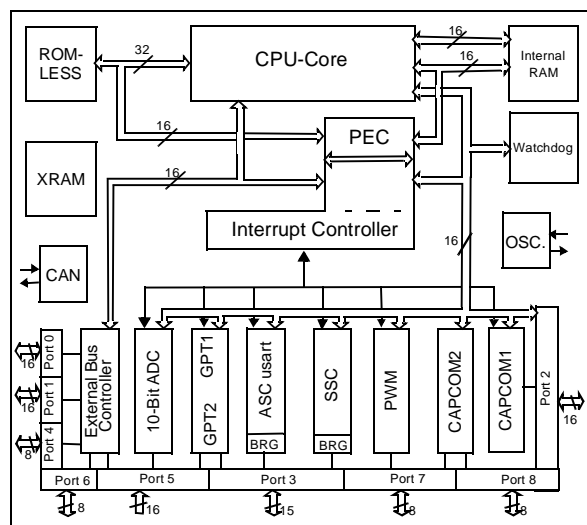 ROM-
LESS
32
CPU-Core
16
16
Internal
RAM
16
PEC
Watchdog
XRAM
16
Interrupt Controller
16
OSC.
CAN
Port 0
16
Port 1
16
Port 4
8
External Bus
Controller
10-Bit ADC
GPT1
GPT2
ASC usart
BRG
SSC
BRG
PWM
CAPCOM2
CAPCOM1
Port 2
16
Port 6
Port 5
Port 3
Port 7
Port 8
8
16
15
8
8